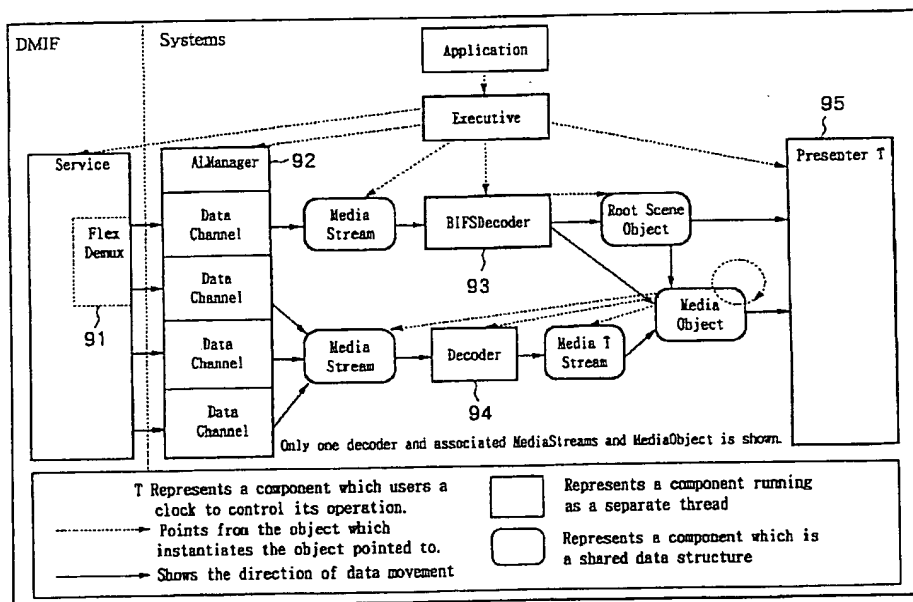 DMIF
Systems
Application
Executive
95
Service
ALManager
92
Presenter T
Flex
Demux
91
Data
Channel
Media
Stream
BIFSDecoder
93
Root Scene
Object
Data
Channel
Media
Object
Data
Channel
Media
Stream
Decoder
94
Media T
Stream
Data
Channel
Only one decoder and associated MediaStreams and MediaObject is shown.
T Represents a component which users a
clock to control its operation.
Points from the object which
instantiates the object pointed to.
Shows the direction of data movement
Represents a component running
as a separate thread
Represents a component which is
a shared data structure